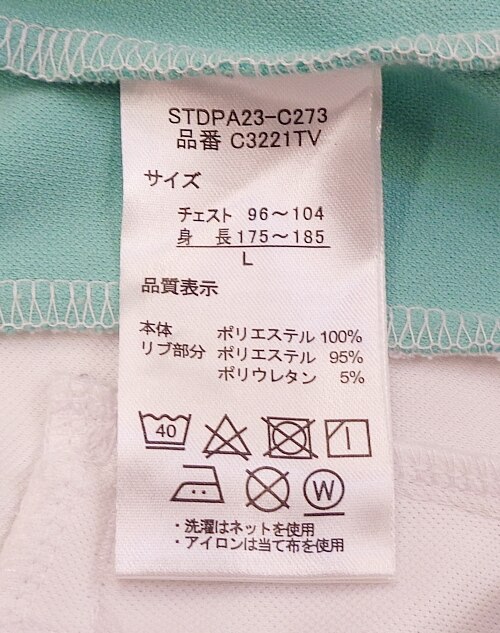 STDPA23-C273
品番 C3221TV
サイズ
チェスト 96～104
身 長 175～185
L
品質表示
本体 ポリエステル 100%
リブ部分 ポリエステル 95%
ポリウレタン 5%
40
W
・洗濯はネットを使用
・アイロンは当て布を使用